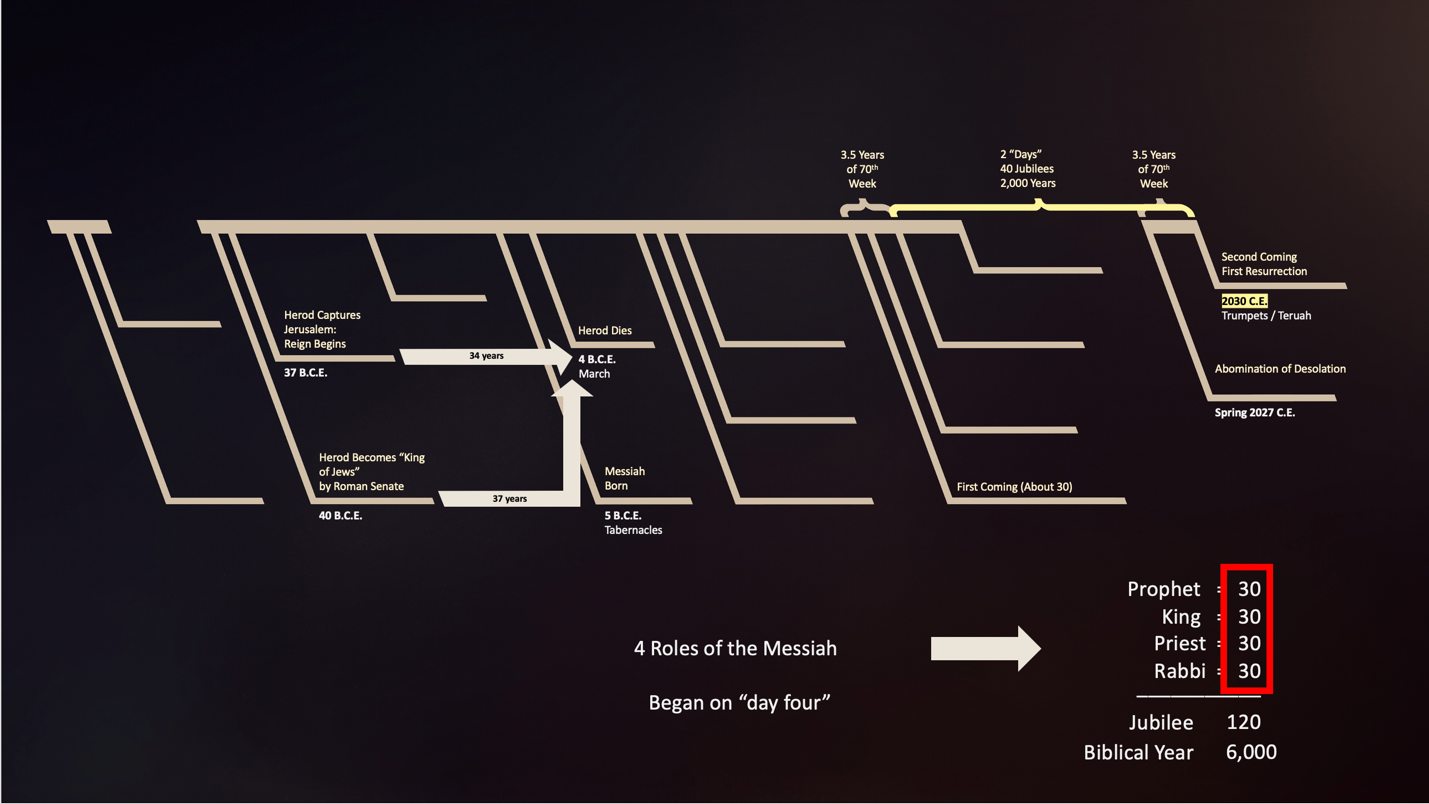 3.5 Years
of 70th
Week
2 “Days”
40 Jubilees
2,000 Years
3.5 Years
of 70th
Week
Second Coming
First Resurrection
2030 C.E.
Trumpets / Teruah
Herod Captures
Jerusalem:
Reign Begins
37 B.C.E.
34 years
Herod Dies
4 B.C.E.
March
Abomination of Desolation
Spring 2027 C.E.
Herod Becomes “King
of Jews”
by Roman Senate
40 B.C.E.
37 years
Messiah
Born
5 B.C.E.
Tabernacles
First Coming (About 30)
4 Roles of the Messiah
Began on “day four”
Prophet = 30
King = 30
Priest = 30
Rabbi = 30
Jubilee 120
Biblical Year 6,000